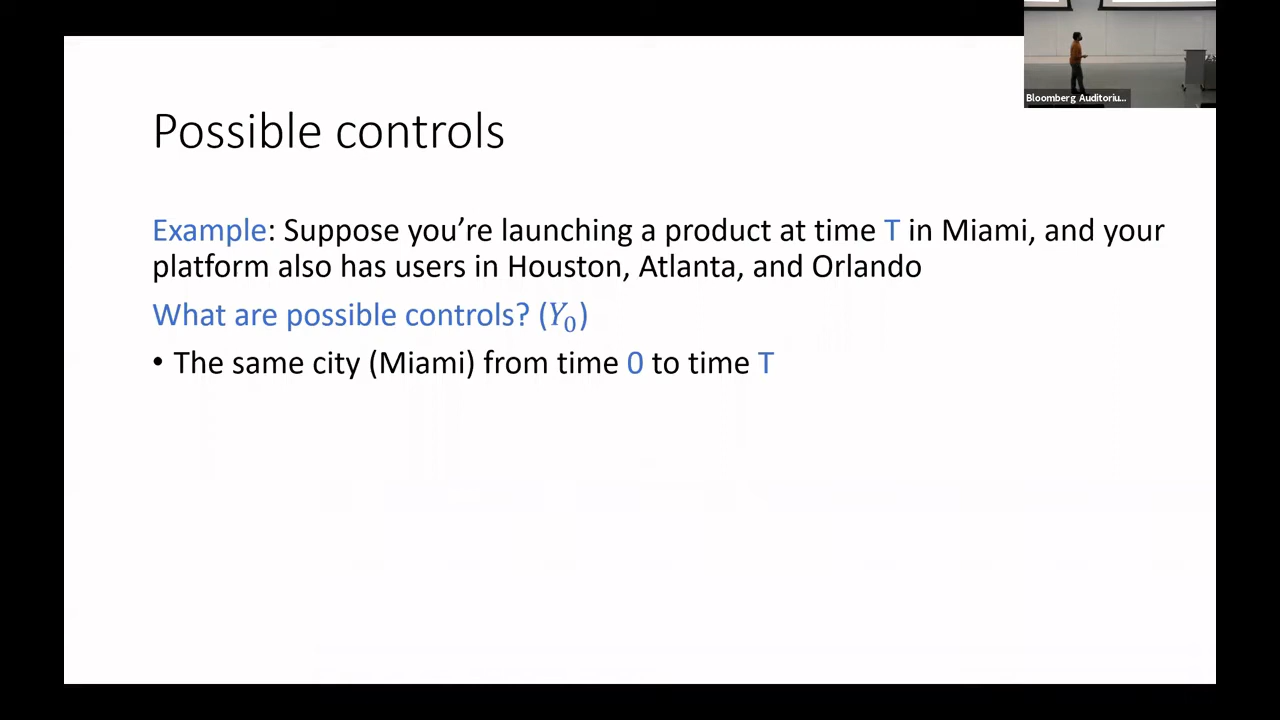 Bloomberg Auditoriu...
Possible controls
Example: Suppose you’re launching a product at time T in Miami, and your
platform also has users in Houston, Atlanta, and Orlando
What are possible controls? (Y₀)
• The same city (Miami) from time 0 to time T